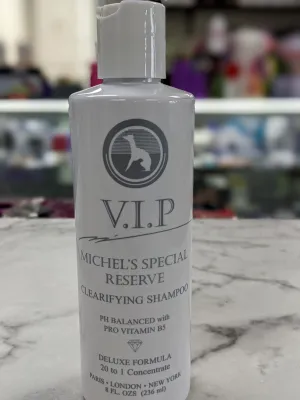 V.I.P
MICHEL'S SPECIAL
RESERVE
CLEARIFYING SHAMPOO
PH BALANCED with
PRO VITAMIN B5
DELUXE FORMULA
20 to 1 Concentrate
PARIS • LONDON • NEW YORK
8 FL. OZS (236 ml)